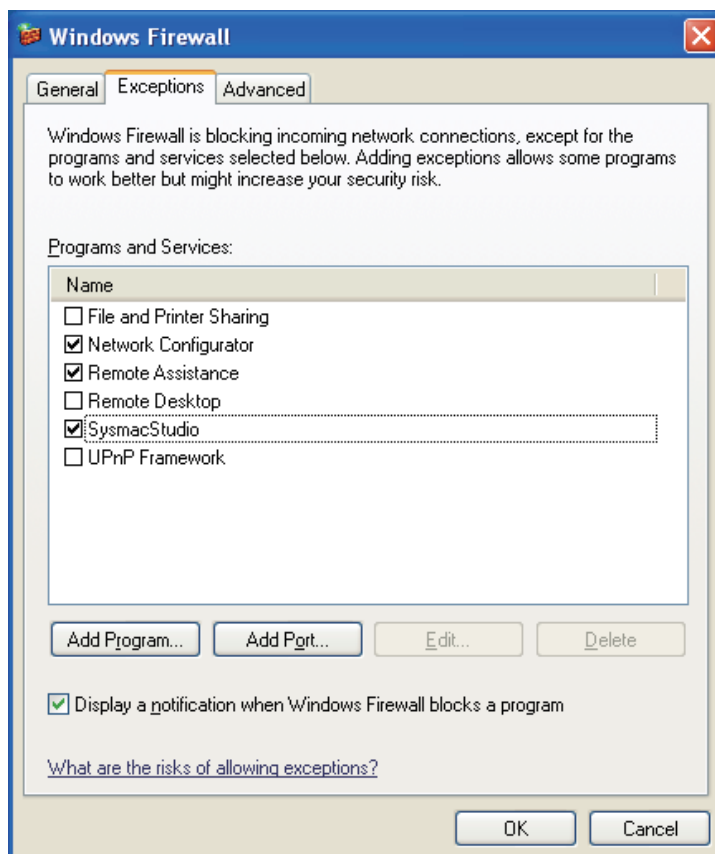 Windows Firewall
General Exceptions Advanced
Windows Firewall is blocking incoming network connections, except for the
programs and services selected below. Adding exceptions allows some programs
to work better but might increase your security risk.
Programs and Services:
Name
File and Printer Sharing
Network Configurator
Remote Assistance
Remote Desktop
SysmacStudio
UPnP Framework
Add Program... Add Port... Edit... Delete
Display a notification when Windows Firewall blocks a program
What are the risks of allowing exceptions?
OK Cancel